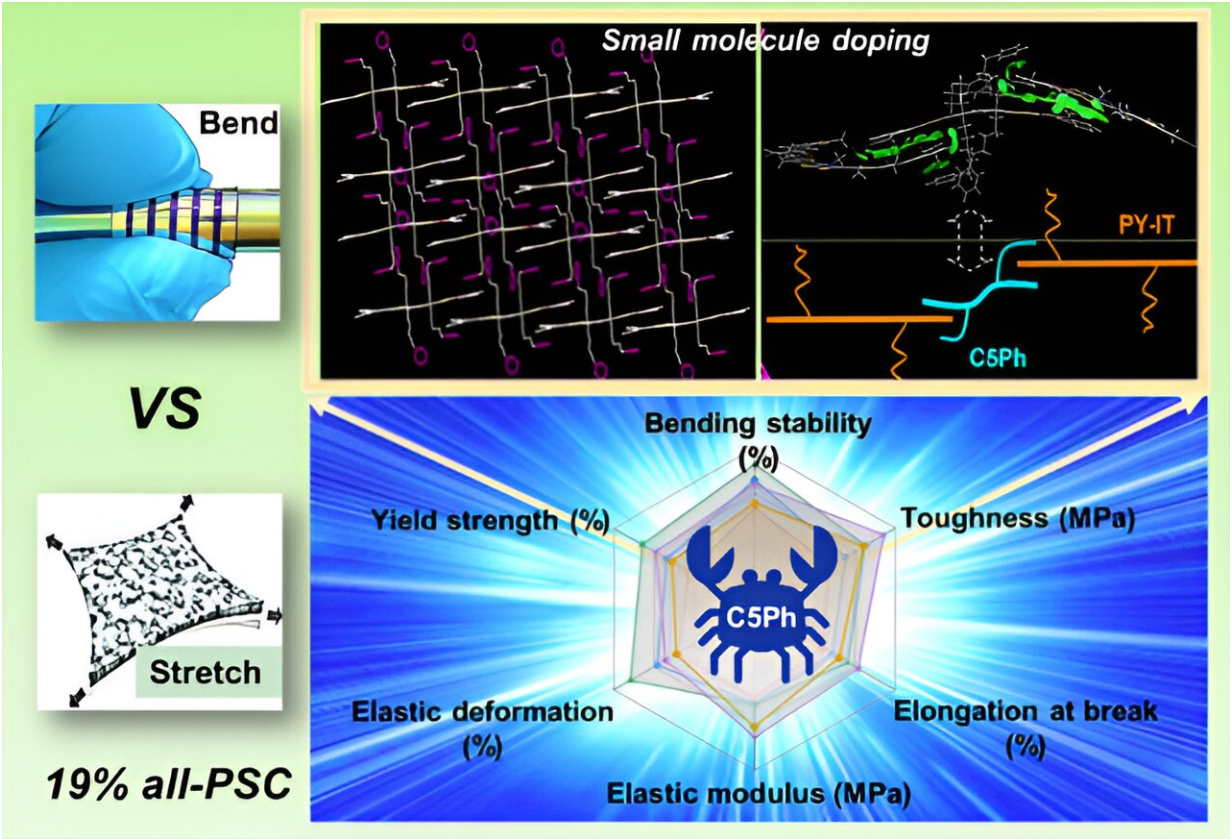 Bend
VS
Stretch
19% all-PSC
Small molecule doping
PY-IT
C5Ph
Bending stability
(%)
Yield strength (%)
Toughness (MPa)
C5Ph
Elastic deformation
(%)
Elongation at break
(%)
Elastic modulus (MPa)